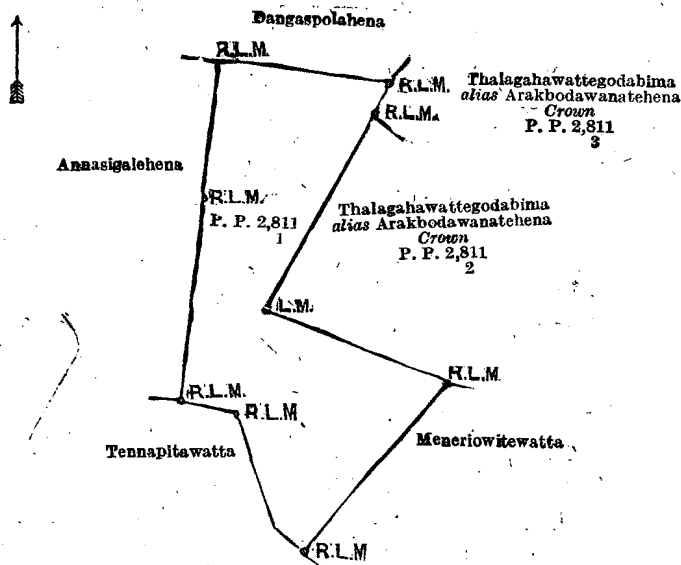 Dangaspolahena
R.L.M.
R.L.M.
R.L.M.
Thalagahawattegodabima
alias Arakbodawanatehena
Crown
P. P. 2,811
3
Annasigalehena
R.L.M.
P. P. 2,811
1
Thalagahawattegodabima
alias Arakbodawanatehena
Crown
P. P. 2,811
2
L.M.
R.L.M
R.L.M.
R.L.M
Tennapitawatta
Meneriowitewatta
R.L.M